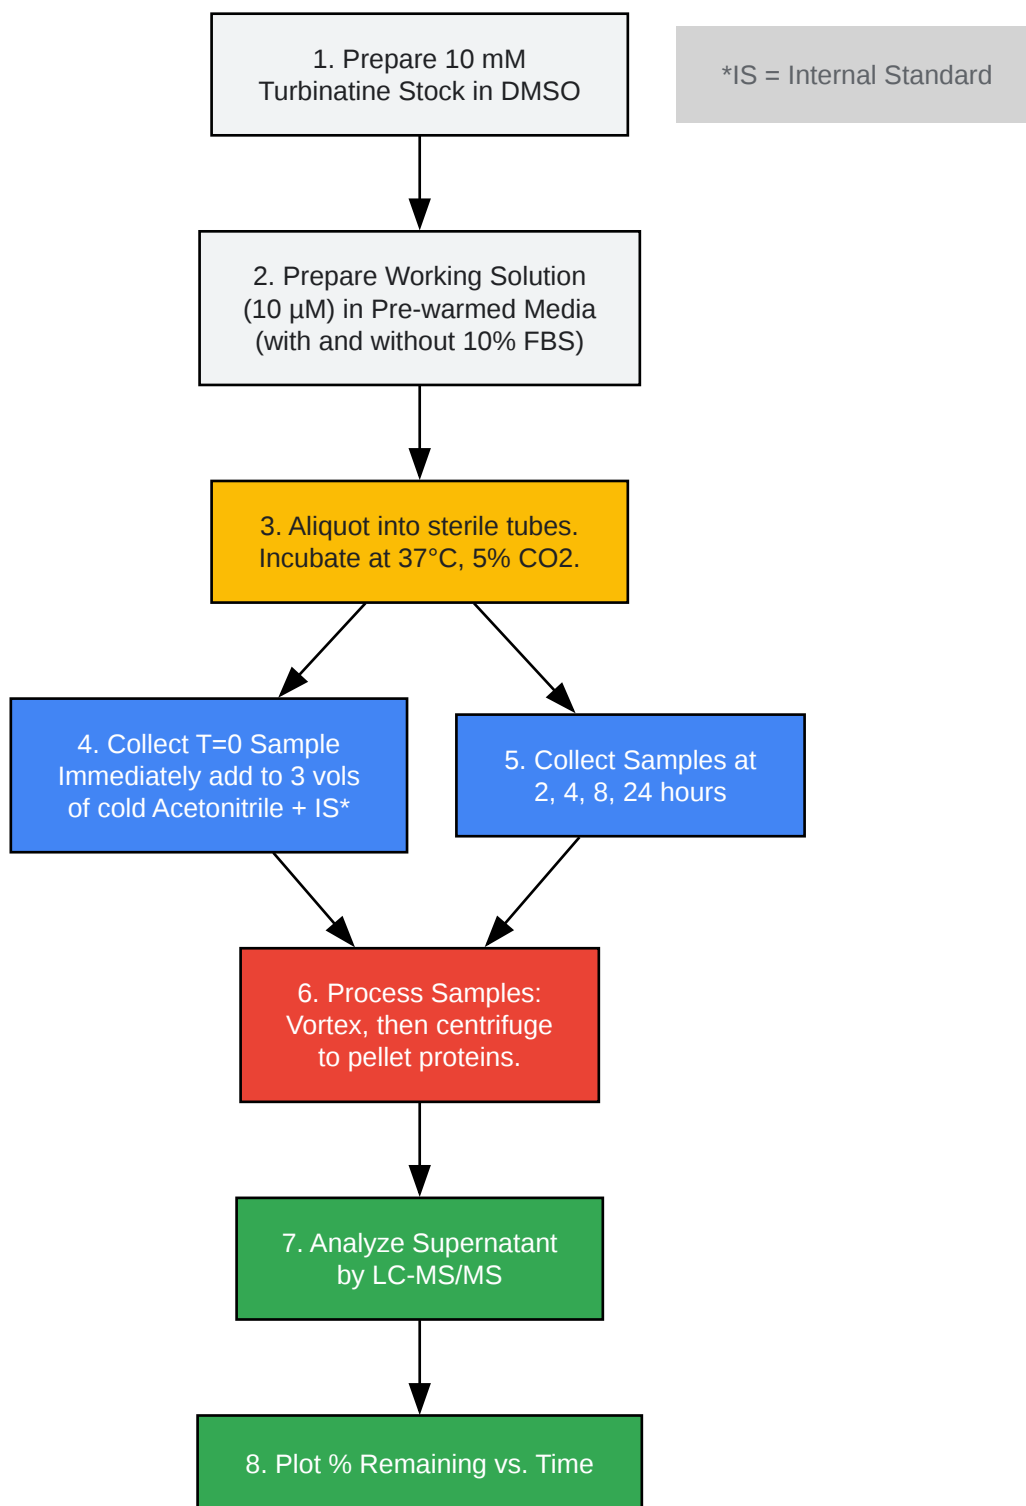 1. Prepare 10 mM
Turbinatine Stock in DMSO
*IS = Internal Standard
2. Prepare Working Solution
(10 µM) in Pre-warmed Media
(with and without 10% FBS)
3. Aliquot into sterile tubes.
Incubate at 37°C, 5% CO2.
4. Collect T=0 Sample
Immediately add to 3 vols
of cold Acetonitrile + IS*
5. Collect Samples at
2, 4, 8, 24 hours
6. Process Samples:
Vortex, then centrifuge
to pellet proteins.
7. Analyze Supernatant
by LC-MS/MS
8. Plot % Remaining vs. Time